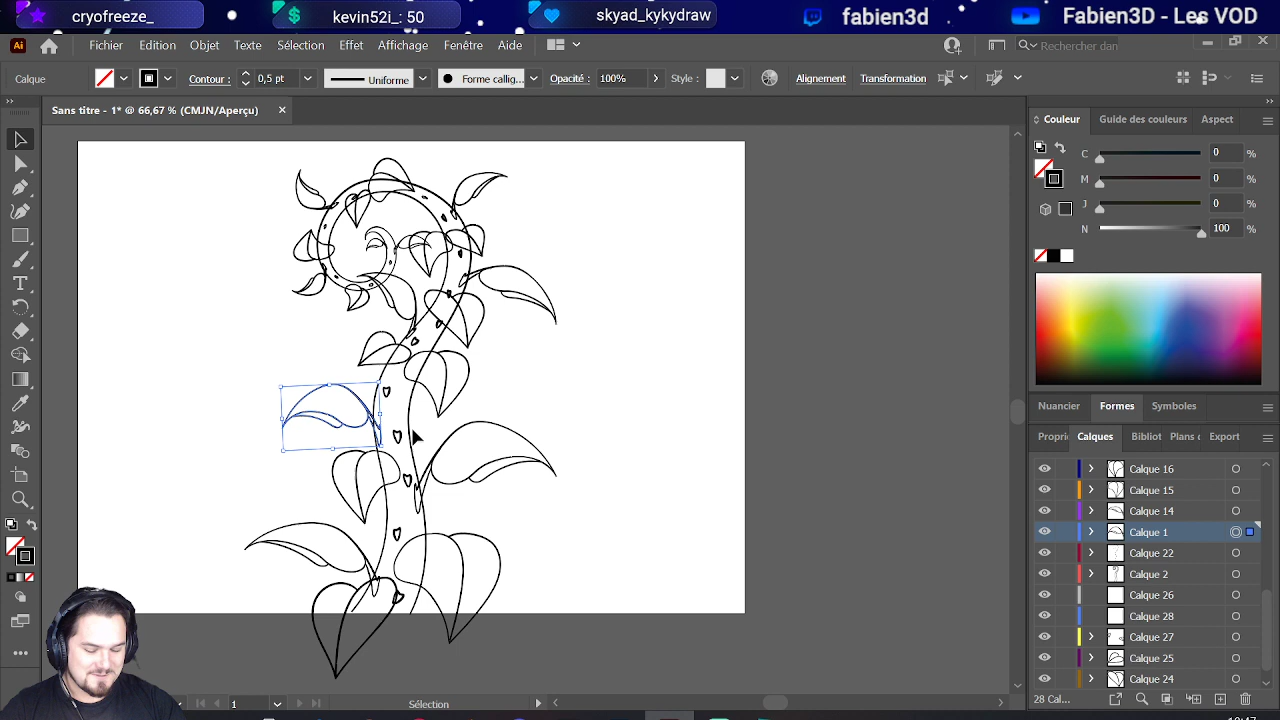 cryofreeze_
kevin52i_: 50
skyad_kykydraw
fabien3d
Fabien3D - Les VOD
Ai
Fichier Edition Objet Texte Sélection Effet Affichage Fenêtre Aide
Rechercher dan
Calque
Contour : 0,5 pt
Uniforme
Forme callig...
Opacité : 100%
Style :
Alignement
Transformation
Sans titre - 1* @ 66,67 % (CMJN/Aperçu)
Couleur Guide des couleurs Aspect
C 0 %
M 0 %
J 0 %
N 100 %
Nuancier Formes Symboles
Propri Calques Bibliot Plans c Export
Calque 16
Calque 15
Calque 14
Calque 1
Calque 22
Calque 2
Calque 26
Calque 28
Calque 27
Calque 25
Calque 24
28 Cal...
1
Sélection